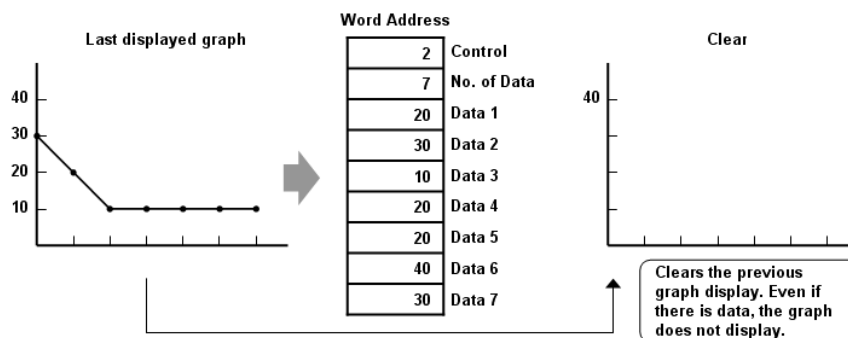 Word Address
Last displayed graph
Clear
40
30
20
10
2 Control
7 No. of Data
20 Data 1
30 Data 2
10 Data 3
20 Data 4
20 Data 5
40 Data 6
30 Data 7
40
Clears the previous
graph display. Even if
there is data, the graph
does not display.